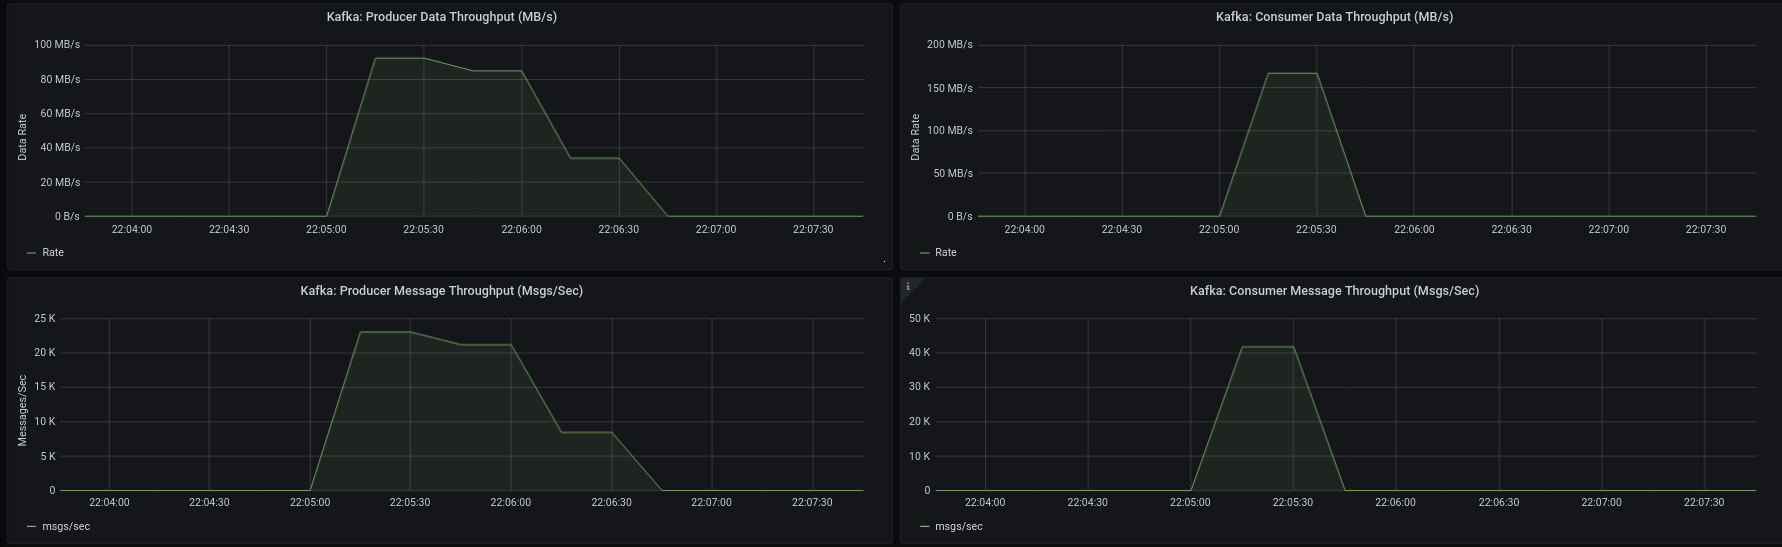 Kafka: Producer Data Throughput (MB/s)
100 MB/s
80 MB/s
60 MB/s
40 MB/s
20 MB/s
0 B/s
Data Rate
22:04:00 22:04:30 22:05:00 22:05:30 22:06:00 22:06:30 22:07:00 22:07:30
Rate
Kafka: Consumer Data Throughput (MB/s)
200 MB/s
150 MB/s
100 MB/s
50 MB/s
0 B/s
Data Rate
22:04:00 22:04:30 22:05:00 22:05:30 22:06:00 22:06:30 22:07:00 22:07:30
Rate
Kafka: Producer Message Throughput (Msgs/Sec)
25 K
20 K
15 K
10 K
5 K
0
Messages/Sec
22:04:00 22:04:30 22:05:00 22:05:30 22:06:00 22:06:30 22:07:00 22:07:30
msgs/sec
i
Kafka: Consumer Message Throughput (Msgs/Sec)
50 K
40 K
30 K
20 K
10 K
0
22:04:00 22:04:30 22:05:00 22:05:30 22:06:00 22:06:30 22:07:00 22:07:30
msgs/sec